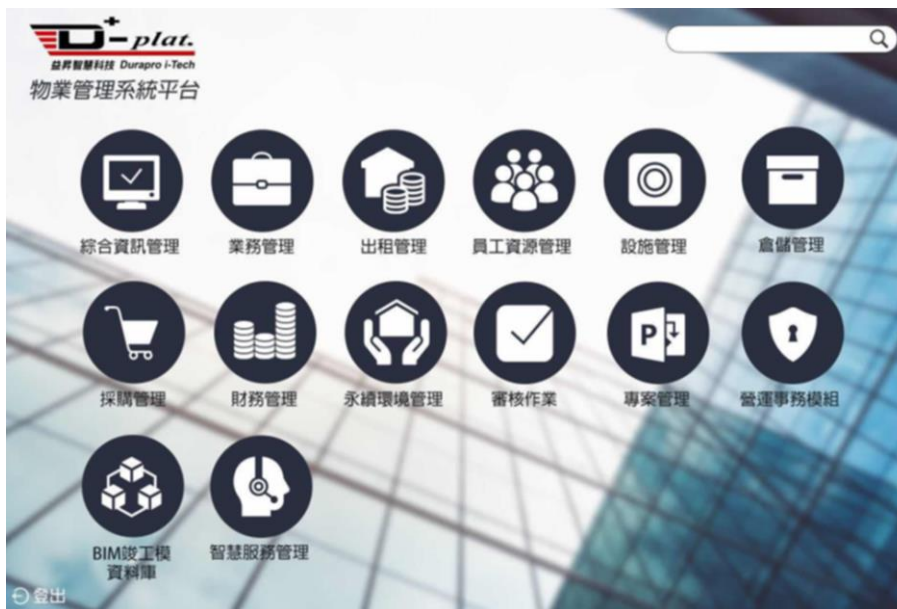 D+-plat.
益昇智慧科技 Durapro i-Tech
物業管理系統平台
綜合資訊管理
業務管理
出租管理
員工資源管理
設施管理
倉儲管理
採購管理
財務管理
永續環境管理
審核作業
P
專案管理
營運事務模組
BIM竣工模
資料庫
智慧服務管理
登出